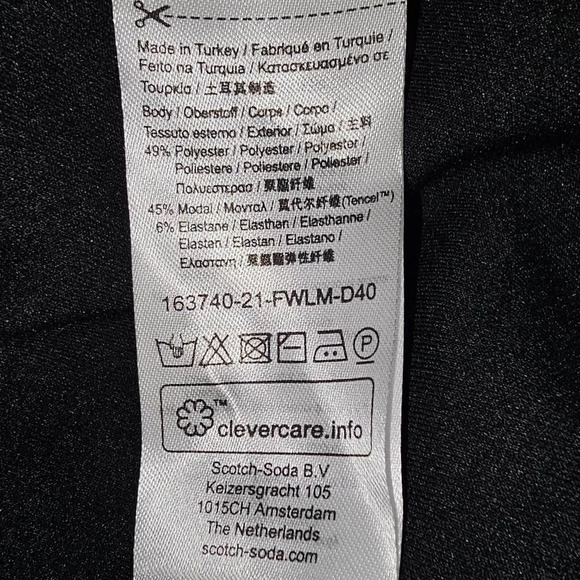 Made in Turkey / Fabriqué en Turquie /
Feito na Turquia / Κατασκευασμένο σε
Τουρκία / 土耳其制造
Body / Oberstoff / Corps / Corpo /
Tessuto esterno / Exterior / Σώμα / 主料
49% Polyester / Polyester / Polyester /
Poliestere / Poliestere / Poliester /
Πολυεστερας / 聚酯纤维
45% Modal / Μονταλ / 莫代尔纤维(Tencel™)
6% Elastane / Elasthan / Elasthanne /
Elastan / Elastan / Elastano /
Ελαστανη / 聚氨酯弹性纤维
163740-21-FWLM-D40
P
™
clevercare.info
Scotch-Soda B.V
Keizersgracht 105
1015CH Amsterdam
The Netherlands
scotch-soda.com